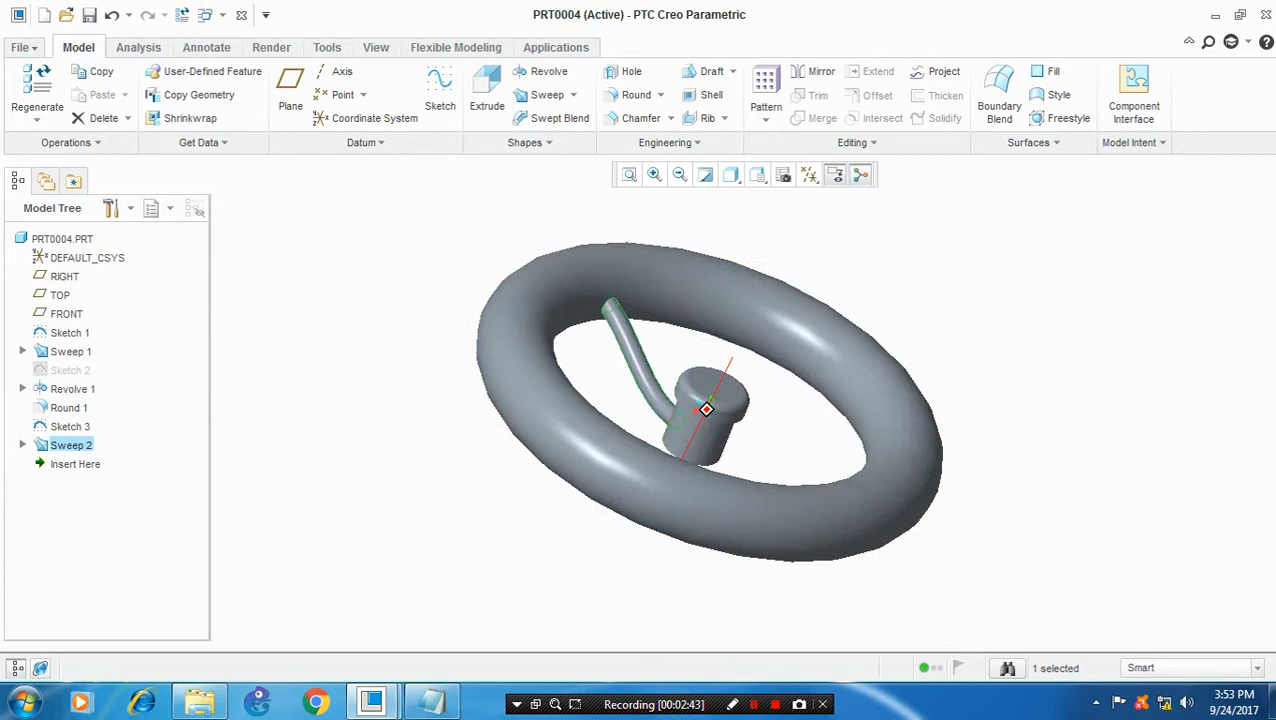 PRT0004 (Active) - PTC Creo Parametric
File Model Analysis Annotate Render Tools View Flexible Modeling Applications
Regenerate
Copy
Paste
Delete
Operations
User-Defined Feature
Copy Geometry
Shrinkwrap
Get Data
Plane
Axis
Point
Coordinate System
Sketch
Datum
Extrude
Revolve
Sweep
Swept Blend
Shapes
Hole
Round
Chamfer
Draft
Shell
Rib
Engineering
Pattern
Mirror
Trim
Merge
Extend
Offset
Intersect
Project
Thicken
Solidify
Editing
Boundary
Blend
Fill
Style
Freestyle
Surfaces
Component
Interface
Model Intent
Model Tree
PRT0004.PRT
DEFAULT_CSYS
RIGHT
TOP
FRONT
Sketch 1
Sweep 1
Sketch 2
Revolve 1
Round 1
Sketch 3
Sweep 2
Insert Here
1 selected
Smart
Recording [00:02:43]
3:53 PM
9/24/2017